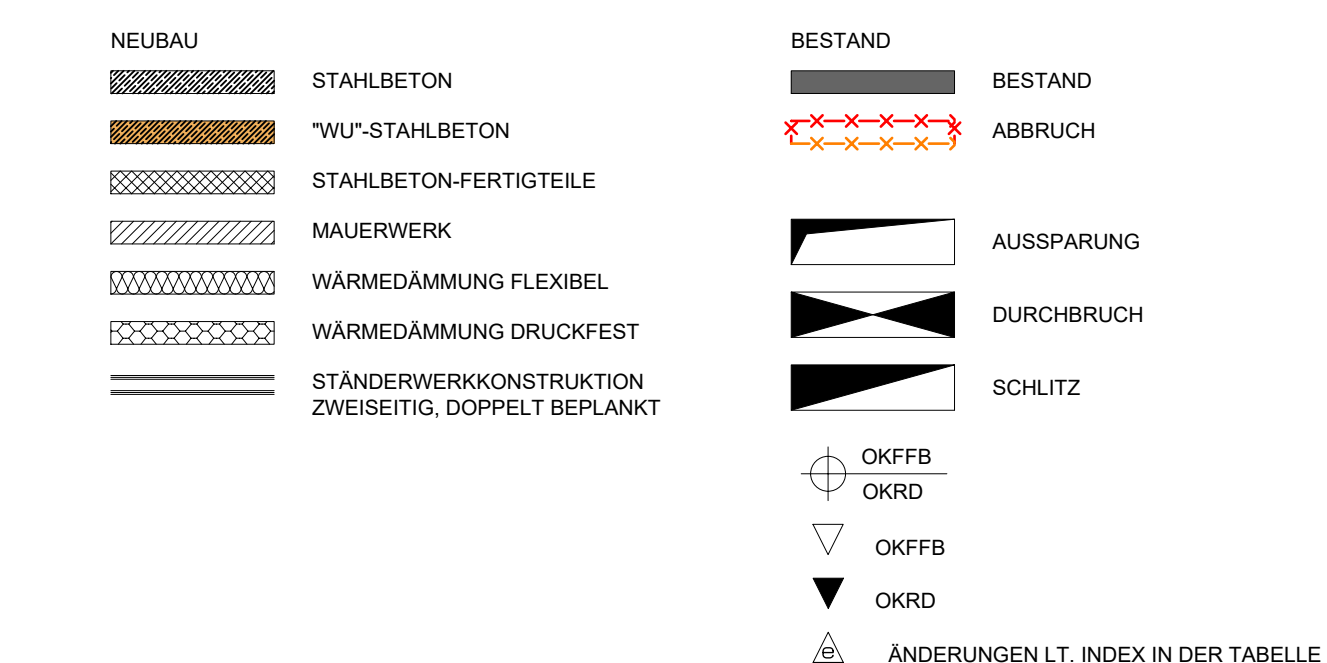 NEUBAU
STAHLBETON
"WU"-STAHLBETON
STAHLBETON-FERTIGTEILE
MAUERWERK
WÄRMEDÄMMUNG FLEXIBEL
WÄRMEDÄMMUNG DRUCKFEST
STÄNDERWERKKONSTRUKTION
ZWEISEITIG, DOPPELT BEPLANKT
BESTAND
BESTAND
ABBRUCH
AUSSPARUNG
DURCHBRUCH
SCHLITZ
OKFFB
OKRD
OKFFB
OKRD
e ÄNDERUNGEN LT. INDEX IN DER TABELLE